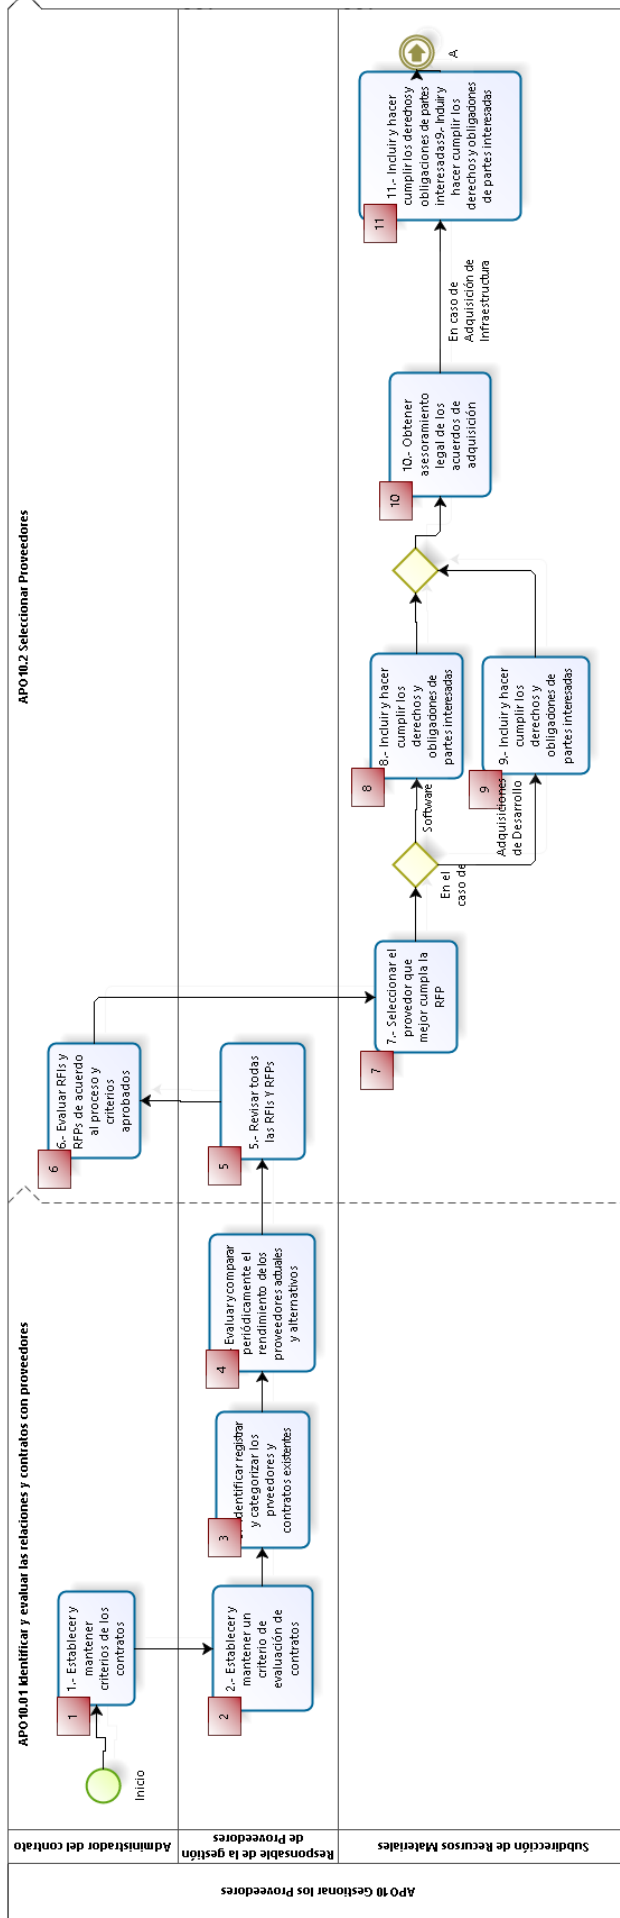 APO10 Gestionar los Proveedores
Administrador del contrato
Responsable de la gestión
de Proveedores
Subdirección de Recursos Materiales
APO10.01 Identificar y evaluar las relaciones y contratos con proveedores
APO10.2 Seleccionar Proveedores
Inicio
1
1.- Establecer y
mantener
criterios de los
contratos
2
2.- Establecer y
mantener un
criterio de
evaluación de
contratos
3
Identificar registrar
y categorizar los
prveedores y
contratos existentes
4
Evaluar y comparar
periódicamente el
rendimiento de los
proveedores actuales
y alternativos
5
5.- Revisar todas
las RFIs Y RFPs
6
6.- Evaluar RFIs y
RFPs de acuerdo
al proceso y
criterios
aprobados
7
7.- Seleccionar el
provedor que
mejor cumpla la
RFP
En el
caso de
Software
Adquisiciones
de Desarrollo
8
8.- Incluir y hacer
cumplir los
derechos y
obligaciones de
partes interesadas
9
9.- Incluir y hacer
cumplir los
derechos y
obligaciones de
partes interesadas
10
10.- Obtener
asesoramiento
legal de los
acuerdos de
adquisición
En caso de
Adquisición de
Infraestructura
11
11.- Incluir y hacer
cumplir los derechos y
obligaciones de partes
interesadas9.- Incluir y
hacer cumplir los
derechos y obligaciones
de partes interesadas
A